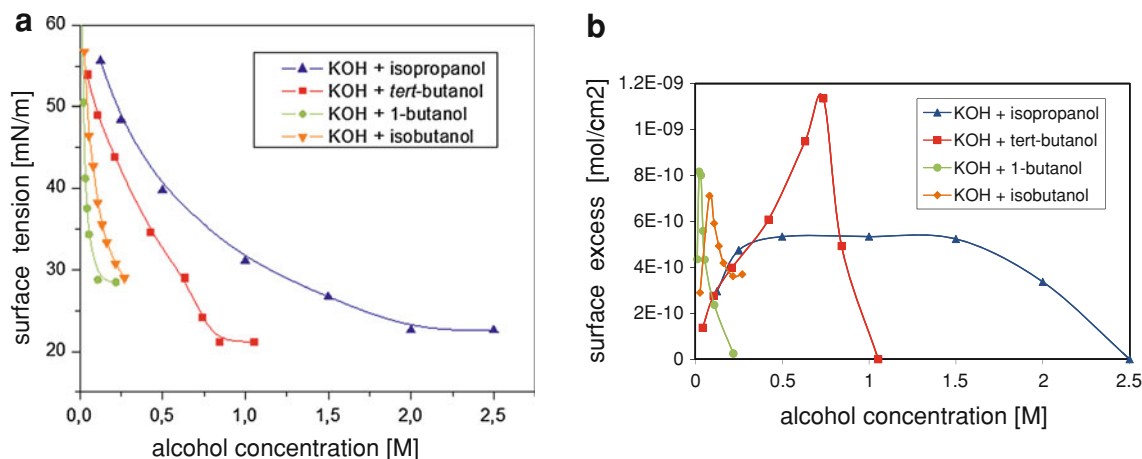 a
60
50
40
30
20
surface tension [mN/m]
KOH + isopropanol
KOH + tert-butanol
KOH + 1-butanol
KOH + isobutanol
0,0 0,5 1,0 1,5 2,0 2,5
alcohol concentration [M]
b
1.2E-09
1E-09
8E-10
6E-10
4E-10
2E-10
0
surface excess [mol/cm2]
KOH + isopropanol
KOH + tert-butanol
KOH + 1-butanol
KOH + isobutanol
0 0.5 1 1.5 2 2.5
alcohol concentration [M]